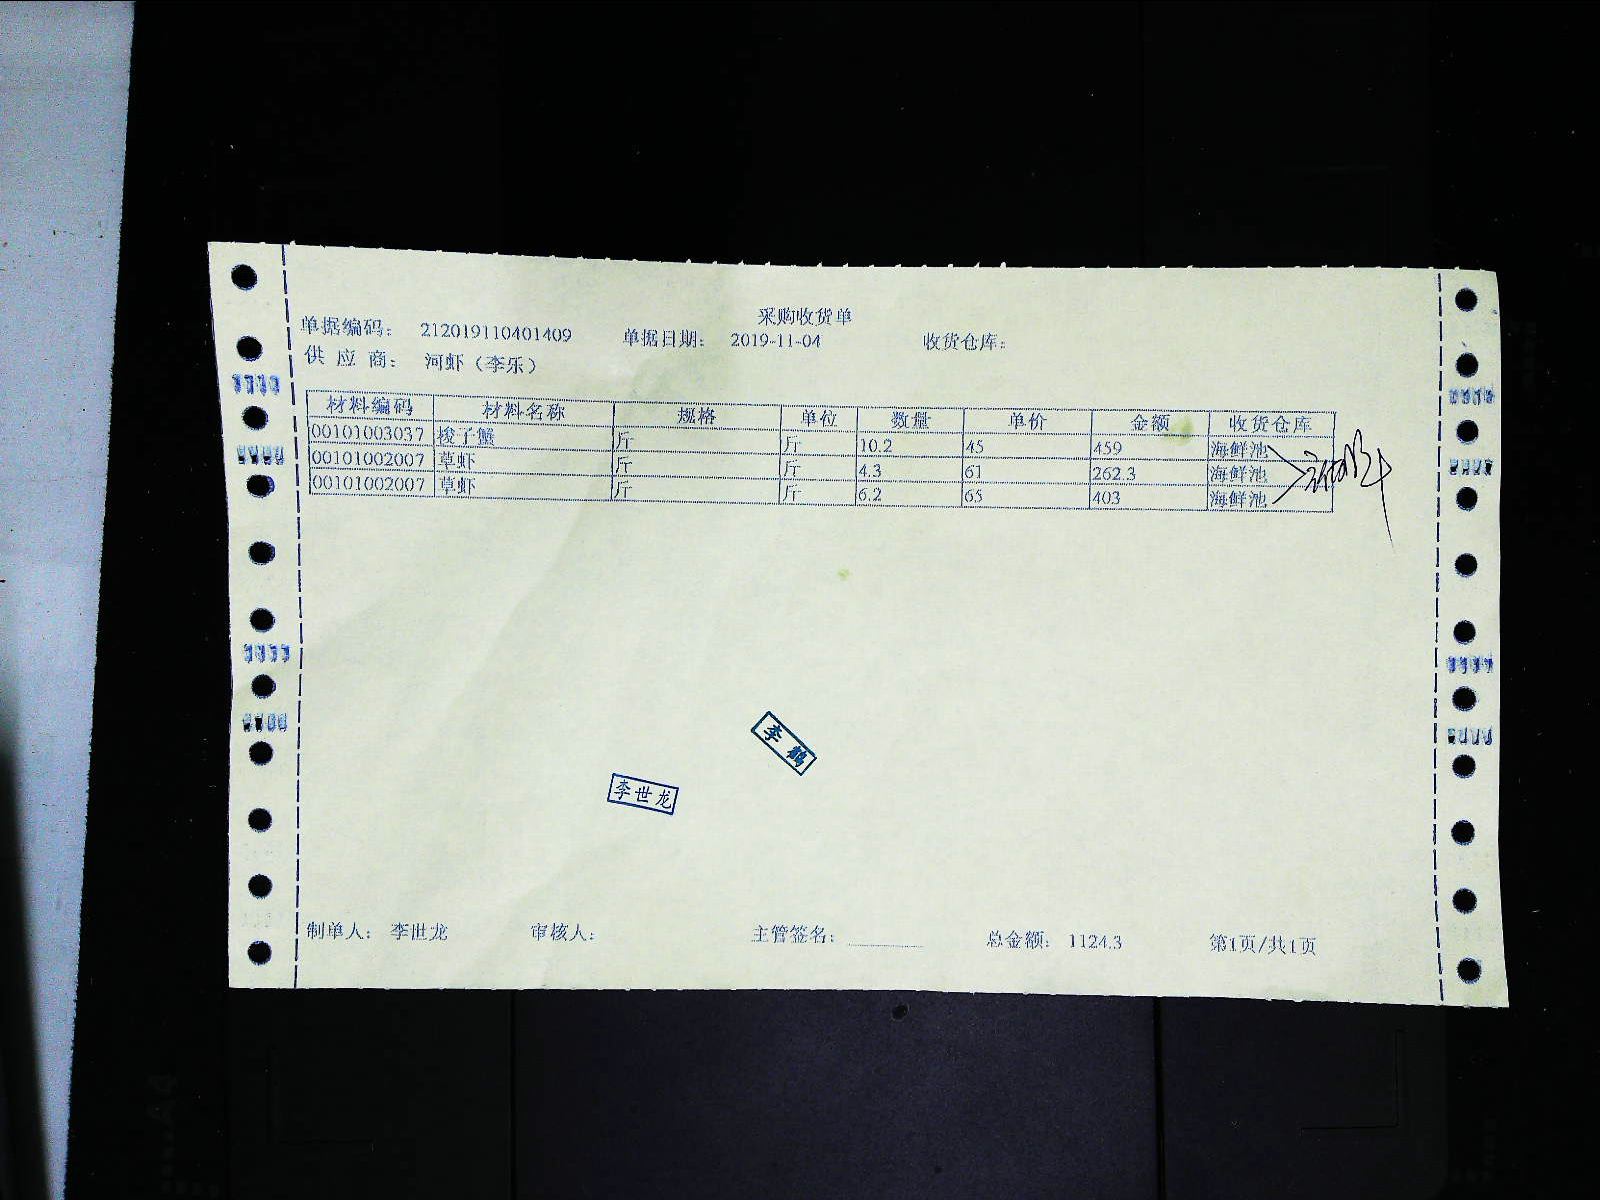 采购收货单
单据编码： 212019110401409 单据日期： 2019-11-04 收货仓库：
供 应 商： 河虾（李乐）
材料编码 材料名称 规格 单位 数量 单价 金额 收货仓库
00101003037 梭子蟹 斤 斤 10.2 45 459 海鲜池
00101002007 草虾 斤 斤 4.3 61 262.3 海鲜池
00101002007 草虾 斤 斤 6.2 65 403 海鲜池
李鹤
李世龙
制单人： 李世龙 审核人： 主管签名： 总金额： 1124.3 第1页/共1页